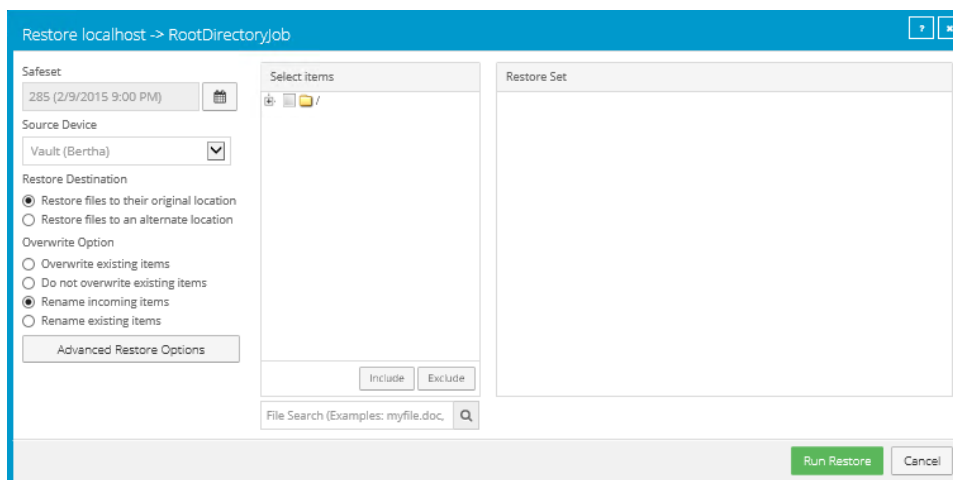 Restore localhost -> RootDirectoryJob
?
Safeset
285 (2/9/2015 9:00 PM)
Source Device
Vault (Bertha)
Restore Destination
Restore files to their original location
Restore files to an alternate location
Overwrite Option
Overwrite existing items
Do not overwrite existing items
Rename incoming items
Rename existing items
Advanced Restore Options
Select items
/
Include Exclude
File Search (Examples: myfile.doc,
Restore Set
Run Restore Cancel